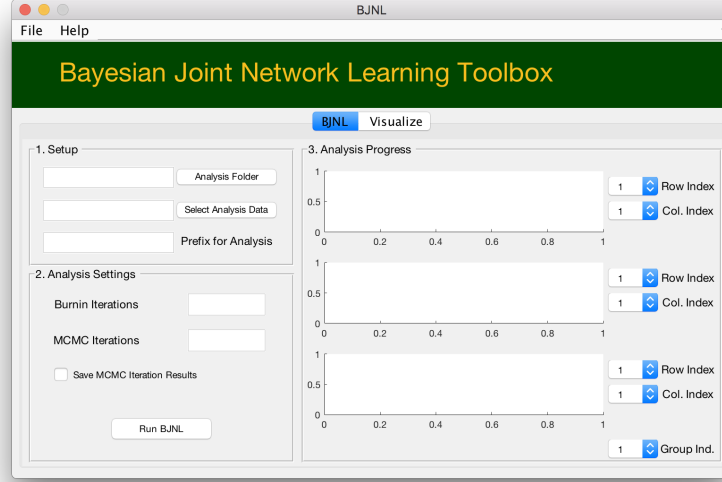 BJNL
File Help
Bayesian Joint Network Learning Toolbox
BJNL Visualize
1. Setup
Analysis Folder
Select Analysis Data
Prefix for Analysis
2. Analysis Settings
Burnin Iterations
MCMC Iterations
Save MCMC Iteration Results
Run BJNL
3. Analysis Progress
1
0.5
0
0 0.2 0.4 0.6 0.8 1
1 Row Index
1 Col. Index
1
0.5
0
0 0.2 0.4 0.6 0.8 1
1 Row Index
1 Col. Index
1
0.5
0
0 0.2 0.4 0.6 0.8 1
1 Row Index
1 Col. Index
1 Group Ind.